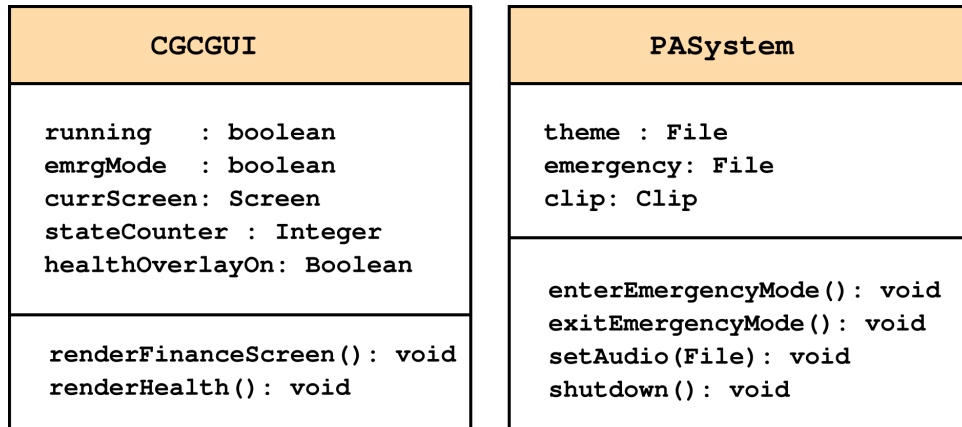 CGCGUI
running : boolean
emrgMode : boolean
currScreen: Screen
stateCounter : Integer
healthOverlayOn: Boolean
renderFinanceScreen(): void
renderHealth(): void
PASystem
theme : File
emergency: File
clip: Clip
enterEmergencyMode(): void
exitEmergencyMode(): void
setAudio(File): void
shutdown(): void